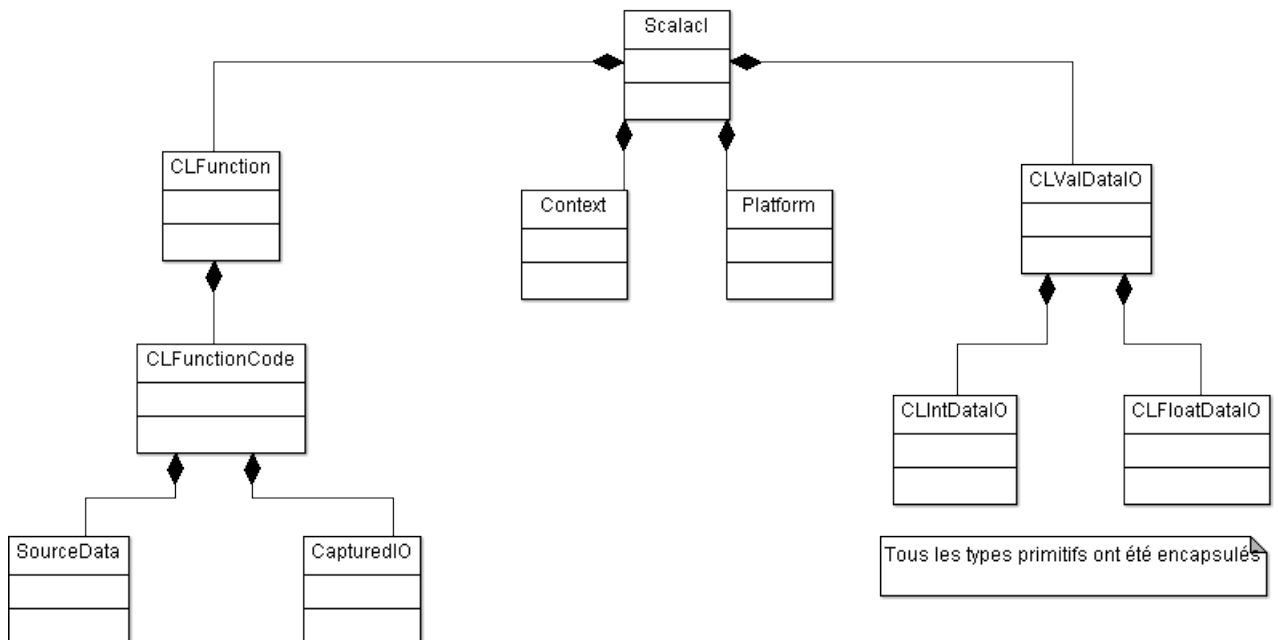 Scalacl
CLFunction
CLValDataIO
Context
Platform
CLFunctionCode
CLIntDataIO
CLFloatDataIO
SourceData
CapturedIO
Tous les types primitifs ont été encapsulés